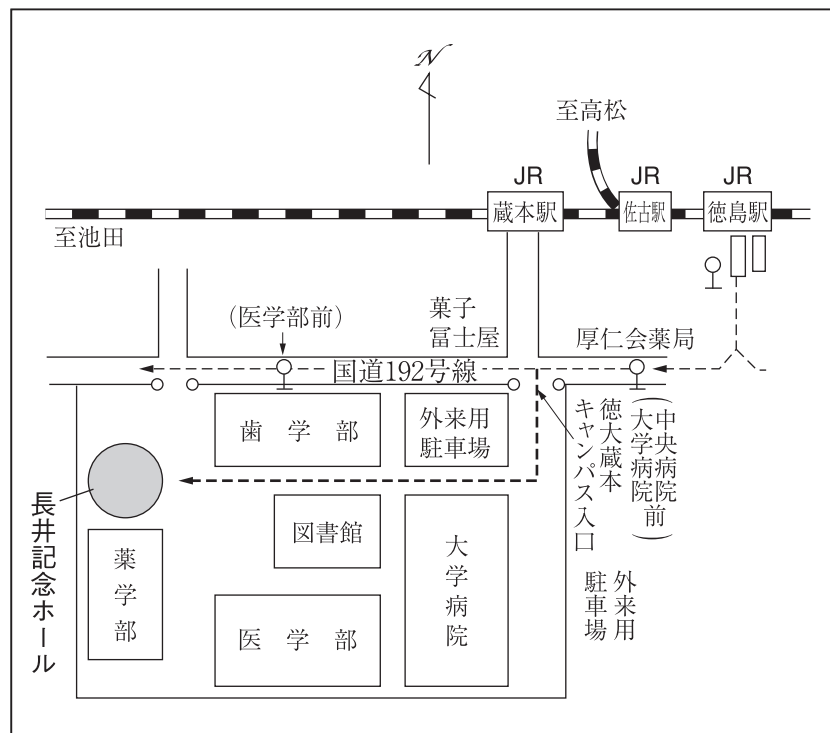 N
至高松
JR
JR
JR
蔵本駅
佐古駅
徳島駅
至池田
菓子
冨士屋
(医学部前)
厚仁会薬局
国道192号線
歯学部
外来用
駐車場
徳大蔵本
キャンパス入口
(中央病院
大学病院前)
長井記念ホール
図書館
大学病院
薬学部
医学部
外来用
駐車場